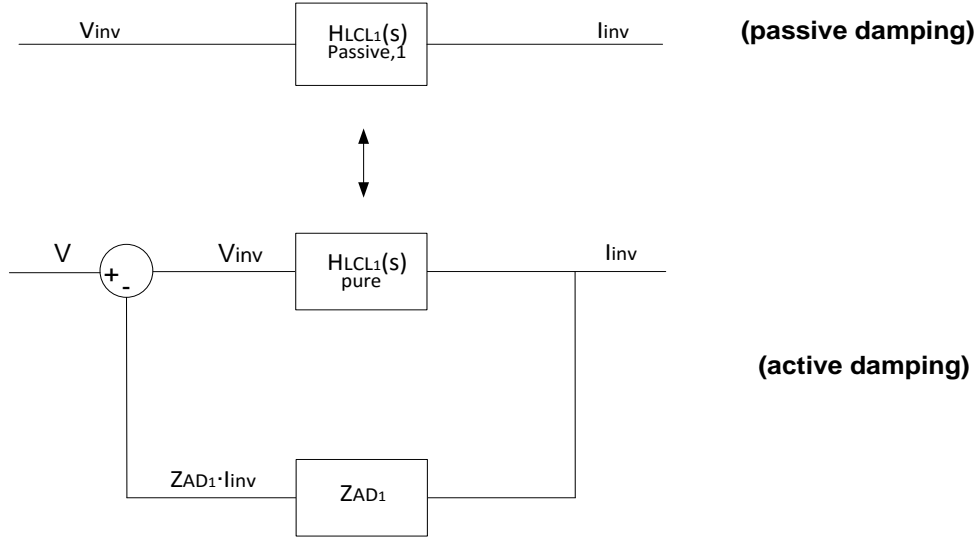 Vinv
HLCL1(s)
Passive,1
Iinv
(passive damping)
V
+
-
Vinv
HLCL1(s)
pure
Iinv
(active damping)
ZAD1·Iinv
ZAD1